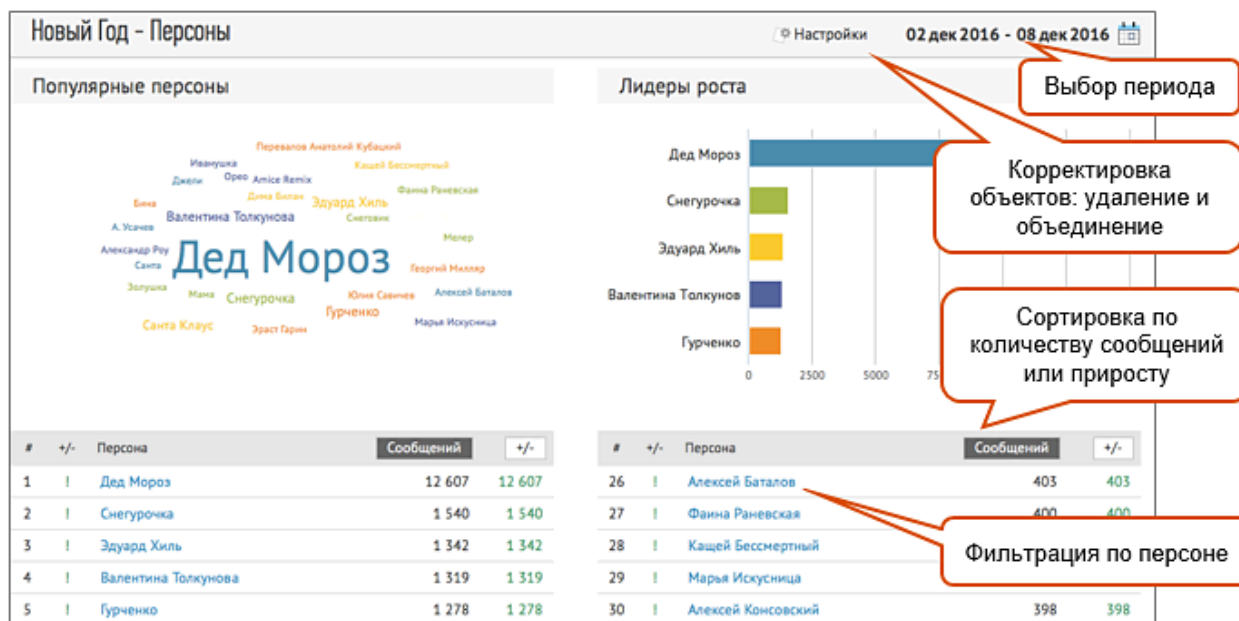 Новый Год - Персоны
Настройки
02 дек 2016 - 08 дек 2016
Выбор периода
Популярные персоны
Лидеры роста
Перевалов Анатолий Кубацкий
Иванушка
Кащей Бессмертный
Джели
Орео
Amice Remix
Фаина Раневская
Дима Билан
Эдуард Хиль
Бина
Валентина Толкунова
Снеговик
А. Усачев
Мелер
Александр Роу
Дед Мороз
Санта
Георгий Милляр
Золушка
Мама
Снегурочка
Юлия Савичев
Алексей Баталов
Гурченко
Санта Клаус
Эраст Гарин
Марья Искусница
Дед Мороз
Снегурочка
Эдуард Хиль
Валентина Толкунов
Гурченко
0
2500
5000
Корректировка
объектов: удаление и
объединение
Сортировка по
количеству сообщений
или приросту
# +/- Персона Сообщений +/-
1 ! Дед Мороз 12 607 12 607
2 ! Снегурочка 1 540 1 540
3 ! Эдуард Хиль 1 342 1 342
4 ! Валентина Толкунова 1 319 1 319
5 ! Гурченко 1 278 1 278
# +/- Персона Сообщений +/-
26 ! Алексей Баталов 403 403
27 ! Фаина Раневская 400 400
28 ! Кащей Бессмертный
29 ! Марья Искусница
30 ! Алексей Консовский 398 398
Фильтрация по персоне